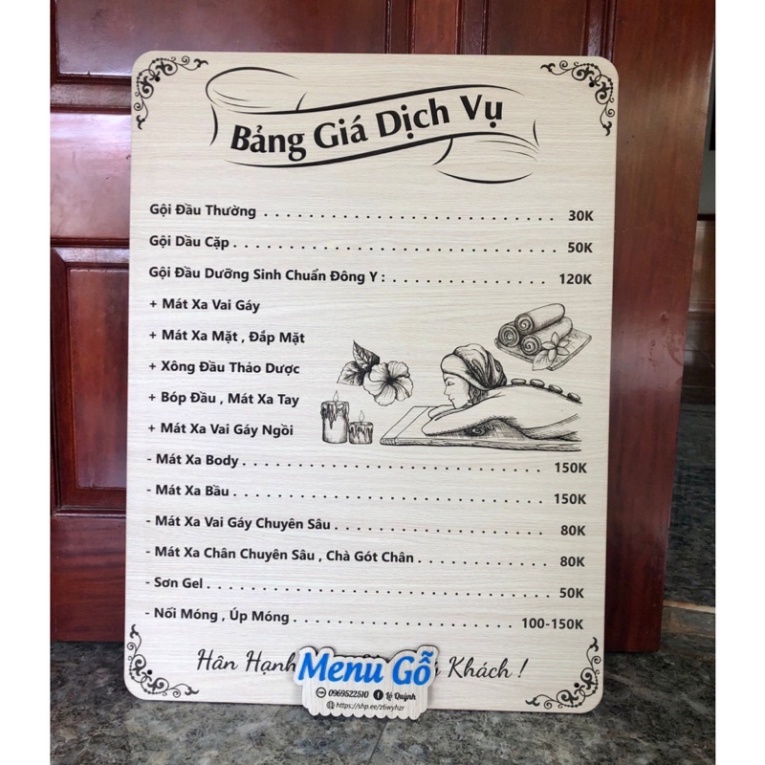 Bảng Giá Dịch Vụ
Gội Đầu Thường . . . . . . . . . . . . . . . . . . . . . . . . . . . . 30K
Gội Dầu Cặp . . . . . . . . . . . . . . . . . . . . . . . . . . . . . . 50K
Gội Đầu Dưỡng Sinh Chuẩn Đông Y : . . . . . . . . . . . . . . . 120K
+ Mát Xa Vai Gáy
+ Mát Xa Mặt , Đắp Mặt
+ Xông Đầu Thảo Dược
+ Bóp Đầu , Mát Xa Tay
+ Mát Xa Vai Gáy Ngồi
- Mát Xa Body . . . . . . . . . . . . . . . . . . . . . . . . . . . . 150K
- Mát Xa Bầu . . . . . . . . . . . . . . . . . . . . . . . . . . . . . 150K
- Mát Xa Vai Gáy Chuyên Sâu . . . . . . . . . . . . . . . . . . . 80K
- Mát Xa Chân Chuyên Sâu , Chà Gót Chân . . . . . . . . . . . . 80K
- Sơn Gel . . . . . . . . . . . . . . . . . . . . . . . . . . . . . . . . 50K
- Nối Móng , Úp Móng . . . . . . . . . . . . . . . . . . . . . 100-150K
Hân Hạnh Khách !
Menu Gỗ
0969522510 Lê Quỳnh
https://shp.ee/z6wyhzr